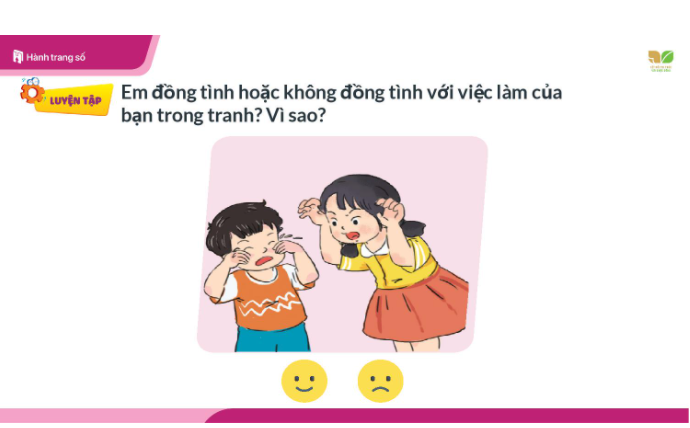 Hành trang số
LUYỆN TẬP
Em đồng tình hoặc không đồng tình với việc làm của
bạn trong tranh? Vì sao?